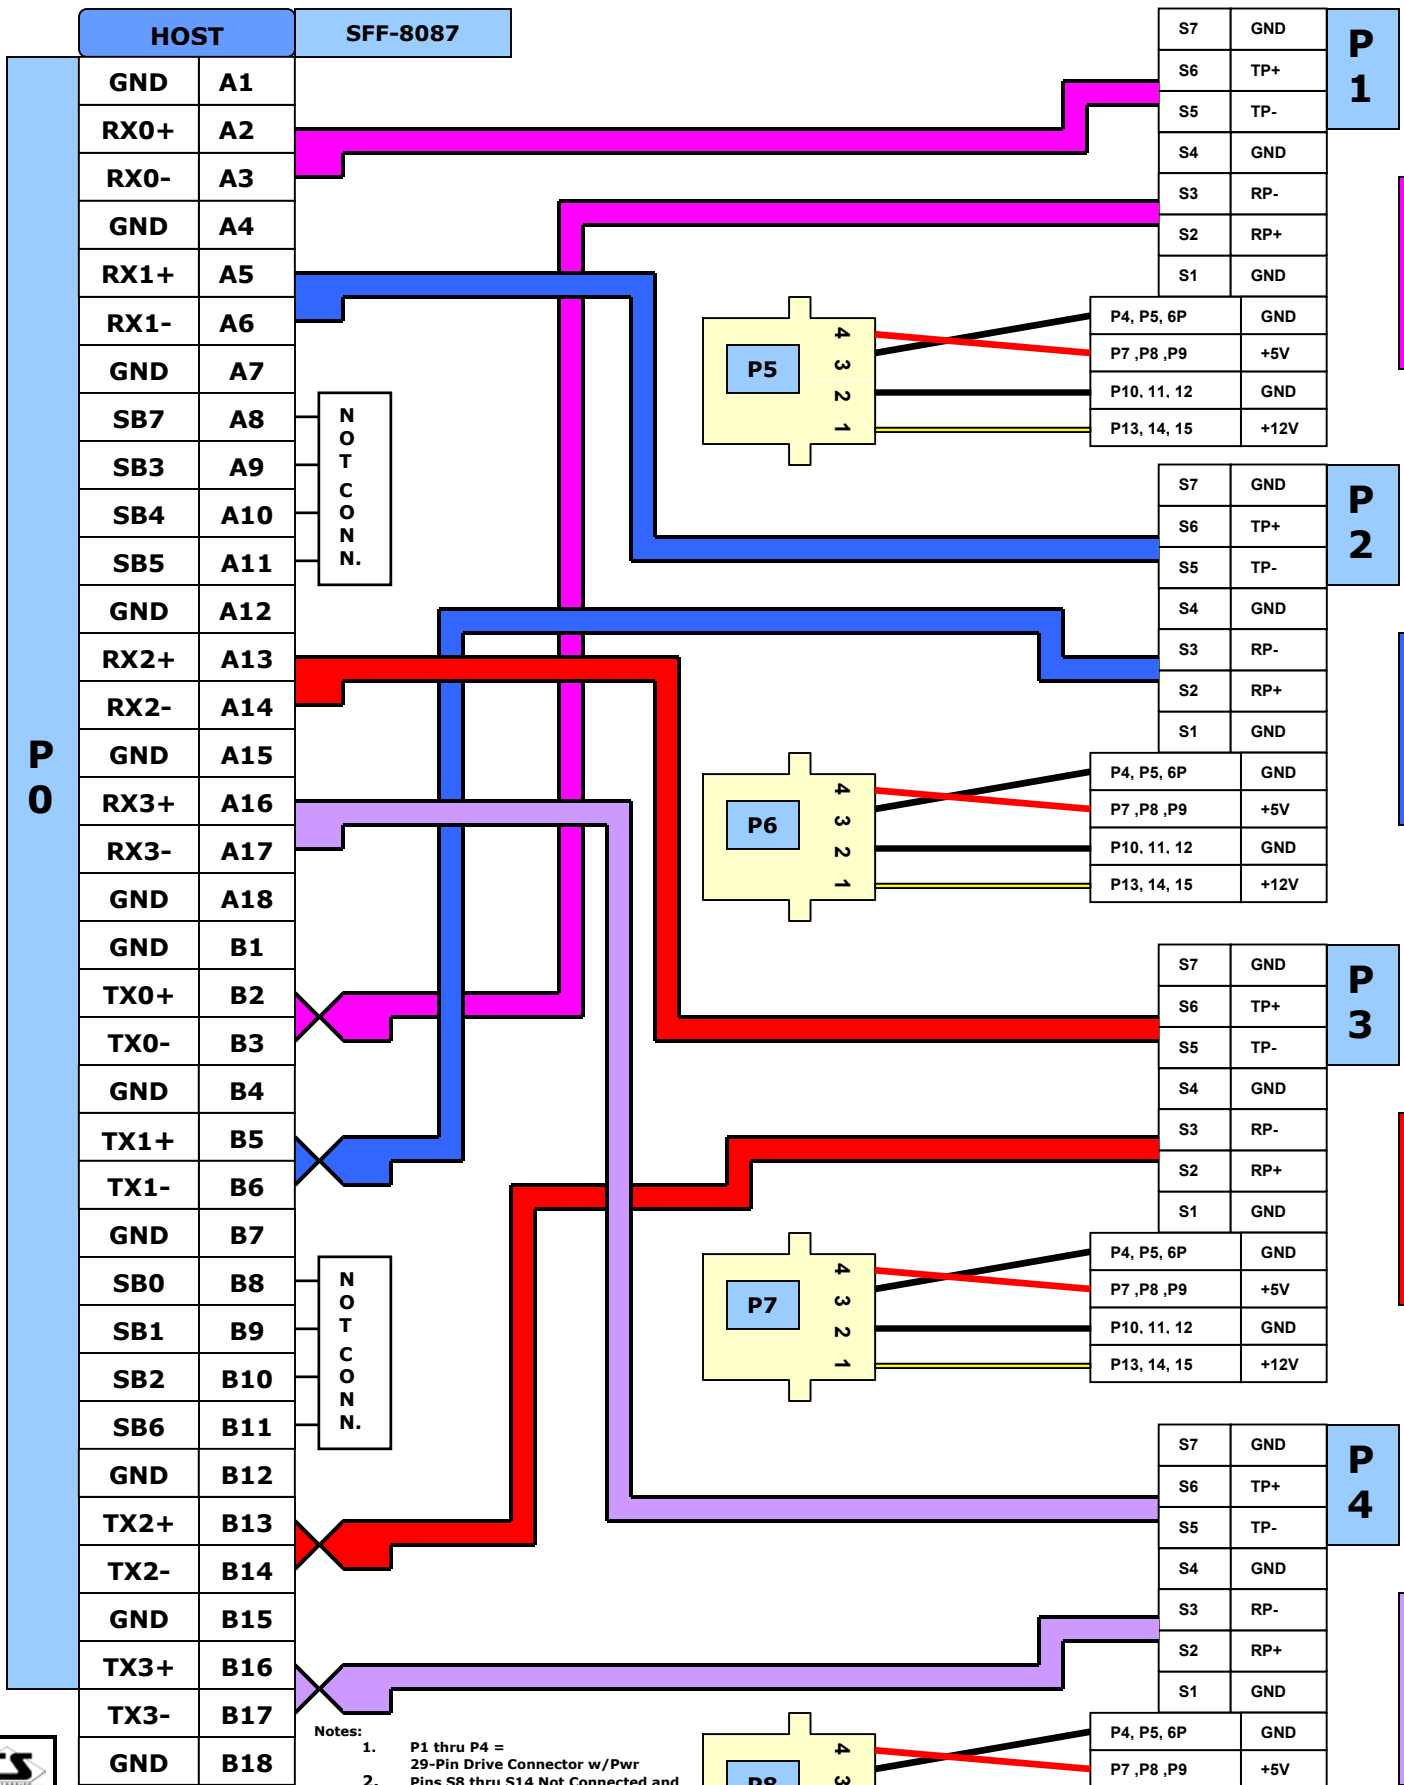 HOST SFF-8087
P
0
GND A1
RX0+ A2
RX0- A3
GND A4
RX1+ A5
RX1- A6
GND A7
SB7 A8
SB3 A9
SB4 A10
SB5 A11
GND A12
RX2+ A13
RX2- A14
GND A15
RX3+ A16
RX3- A17
GND A18
GND B1
TX0+ B2
TX0- B3
GND B4
TX1+ B5
TX1- B6
GND B7
SB0 B8
SB1 B9
SB2 B10
SB6 B11
GND B12
TX2+ B13
TX2- B14
GND B15
TX3+ B16
TX3- B17
GND B18
N
O
T
C
O
N
N.
N
O
T
C
O
N
N.
P
1
S7 GND
S6 TP+
S5 TP-
S4 GND
S3 RP-
S2 RP+
S1 GND
P5
4
3
2
1
P4, P5, 6P GND
P7 ,P8 ,P9 +5V
P10, 11, 12 GND
P13, 14, 15 +12V
P
2
S7 GND
S6 TP+
S5 TP-
S4 GND
S3 RP-
S2 RP+
S1 GND
P6
4
3
2
1
P4, P5, 6P GND
P7 ,P8 ,P9 +5V
P10, 11, 12 GND
P13, 14, 15 +12V
P
3
S7 GND
S6 TP+
S5 TP-
S4 GND
S3 RP-
S2 RP+
S1 GND
P7
4
3
2
1
P4, P5, 6P GND
P7 ,P8 ,P9 +5V
P10, 11, 12 GND
P13, 14, 15 +12V
P
4
S7 GND
S6 TP+
S5 TP-
S4 GND
S3 RP-
S2 RP+
S1 GND
P8
4
3
P4, P5, 6P GND
P7 ,P8 ,P9 +5V
Notes:
1. P1 thru P4 =
29-Pin Drive Connector w/Pwr
2. Pins S8 thru S14 Not Connected and